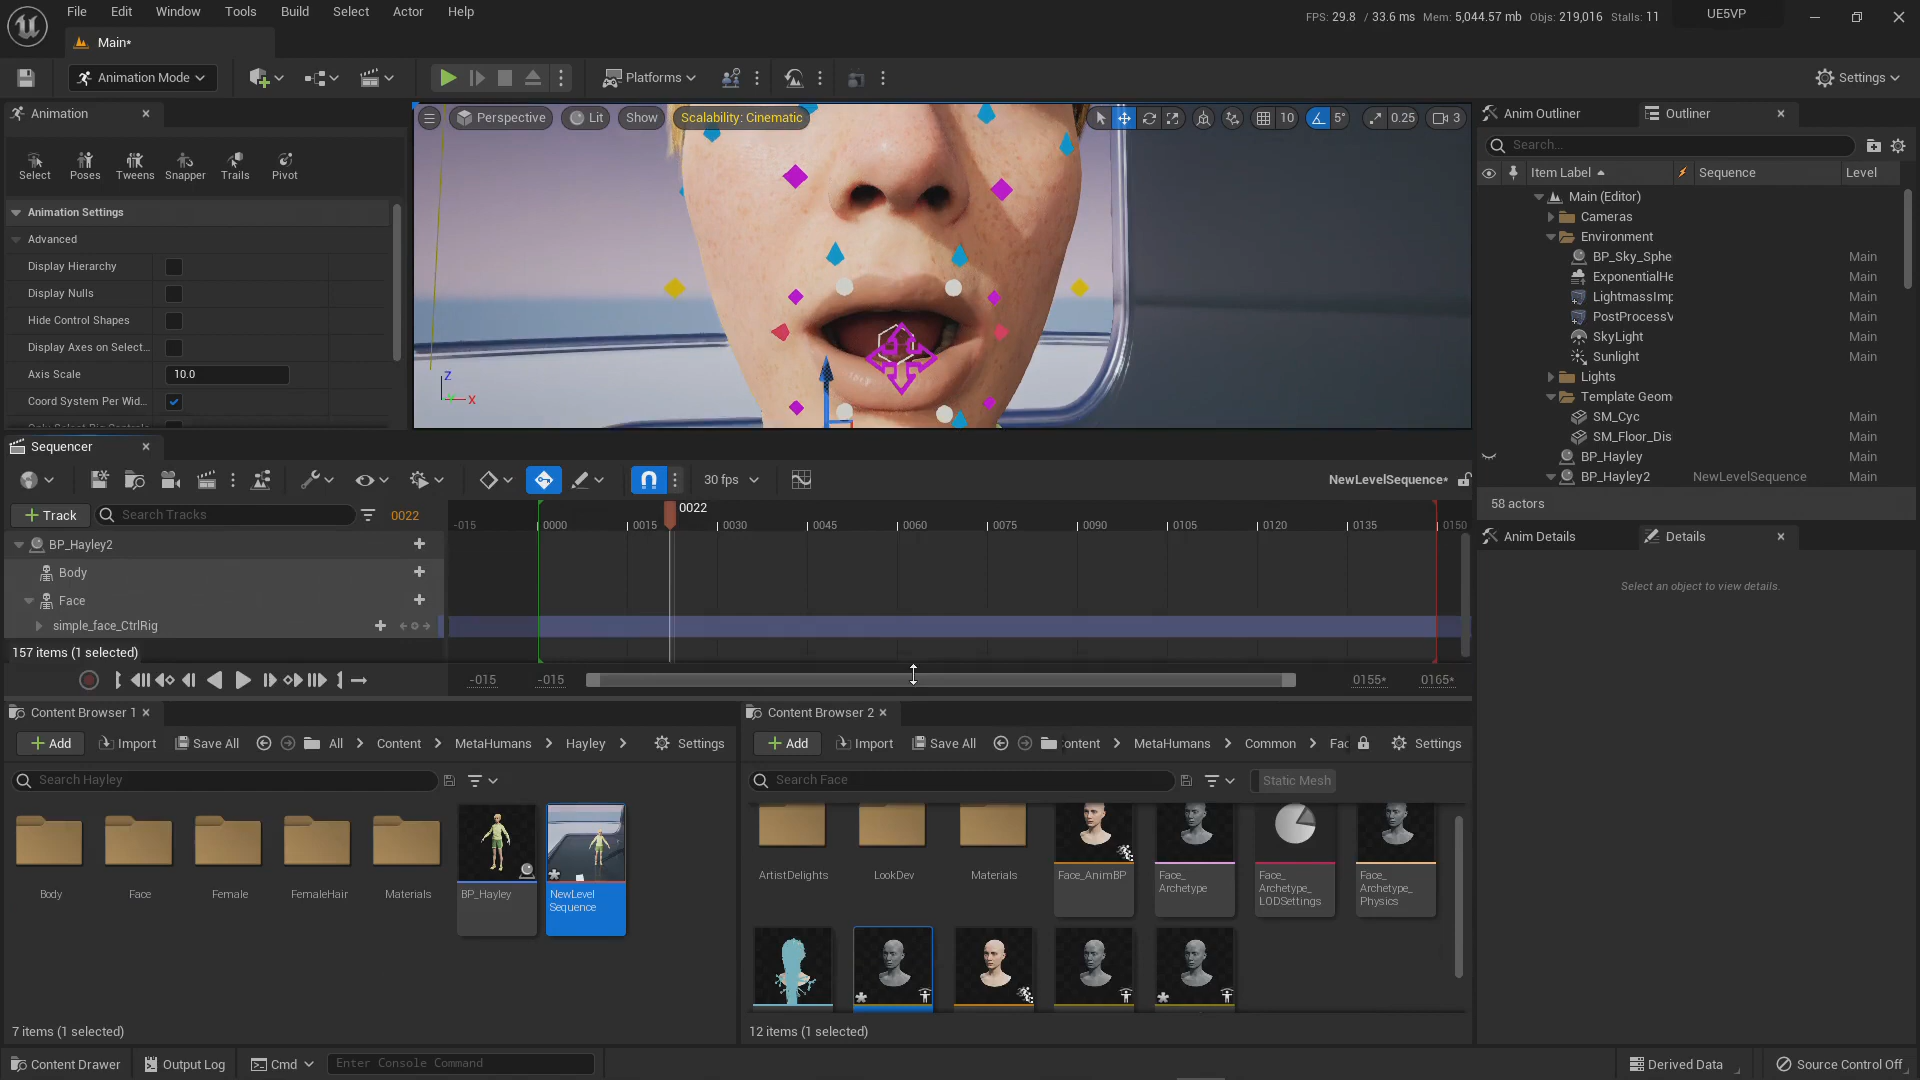 File Edit Window Tools Build Select Actor Help
FPS: 29.8 / 33.6 ms Mem: 5,044.57 mb Objs: 219,016 Stalls: 11
UE5VP
Main*
Animation Mode
Platforms
Settings
Animation
Select Poses Tweens Snapper Trails Pivot
Animation Settings
Advanced
Display Hierarchy
Display Nulls
Hide Control Shapes
Display Axes on Select...
Axis Scale 10.0
Coord System Per Wid...
Perspective Lit Show Scalability: Cinematic
10 5° 0.25 3
Z
X
Anim Outliner Outliner
Search...
Item Label Sequence Level
Main (Editor)
Cameras
Environment
BP_Sky_Sphe Main
ExponentialHe Main
LightmassImp Main
PostProcessV Main
SkyLight Main
Sunlight Main
Lights
Template Geom
SM_Cyc Main
SM_Floor_Dis Main
BP_Hayley Main
BP_Hayley2 NewLevelSequence Main
58 actors
Anim Details Details
Select an object to view details.
Sequencer
30 fps
NewLevelSequence*
Track Search Tracks 0022
-015 0000 0015 0022 0030 0045 0060 0075 0090 0105 0120 0135 0150
BP_Hayley2
Body
Face
simple_face_CtrlRig
157 items (1 selected)
-015 -015 0155* 0165*
Content Browser 1
Add Import Save All All Content MetaHumans Hayley Settings
Search Hayley
Body Face Female FemaleHair Materials
BP_Hayley
NewLevel
Sequence
7 items (1 selected)
Content Browser 2
Add Import Save All ontent MetaHumans Common Fac Settings
Search Face
Static Mesh
ArtistDelights LookDev Materials
Face_AnimBP
Face_
Archetype
Face_
Archetype_
LODSettings
Face_
Archetype_
Physics
12 items (1 selected)
Content Drawer Output Log Cmd Enter Console Command
Derived Data Source Control Off